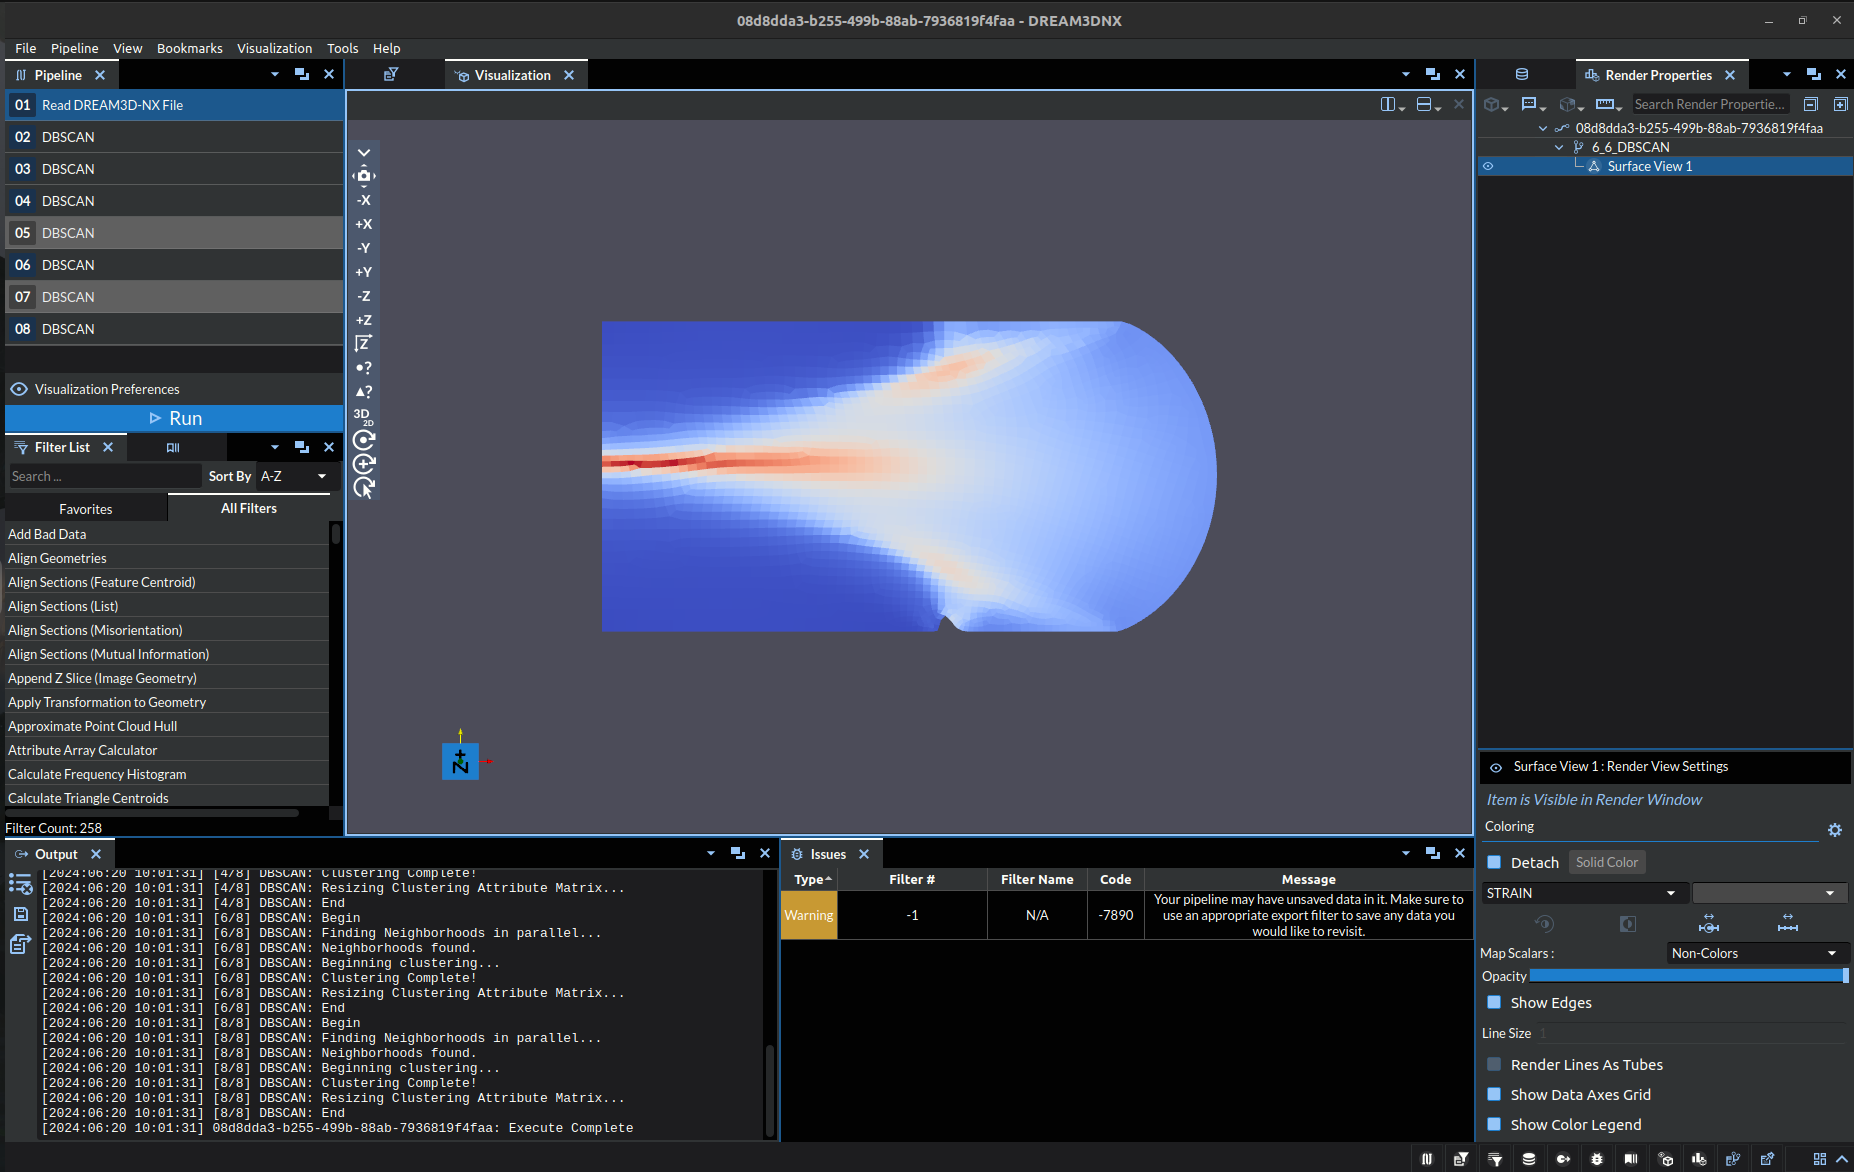 08d8dda3-b255-499b-88ab-7936819f4faa - DREAM3DNX
File Pipeline View Bookmarks Visualization Tools Help
Pipeline
01 Read DREAM3D-NX File
02 DBSCAN
03 DBSCAN
04 DBSCAN
05 DBSCAN
06 DBSCAN
07 DBSCAN
08 DBSCAN
Visualization Preferences
Run
Filter List
Search ... Sort By A-Z
Favorites All Filters
Add Bad Data
Align Geometries
Align Sections (Feature Centroid)
Align Sections (List)
Align Sections (Misorientation)
Align Sections (Mutual Information)
Append Z Slice (Image Geometry)
Apply Transformation to Geometry
Approximate Point Cloud Hull
Attribute Array Calculator
Calculate Frequency Histogram
Calculate Triangle Centroids
Filter Count: 258
Visualization
-X
+X
-Y
+Y
-Z
+Z
Z
?
?
3D
2D
+Z
Render Properties
Search Render Propertie...
08d8dda3-b255-499b-88ab-7936819f4faa
6_6_DBSCAN
Surface View 1
Surface View 1 : Render View Settings
Item is Visible in Render Window
Coloring
Detach Solid Color
STRAIN
Map Scalars : Non-Colors
Opacity
Show Edges
Line Size 1
Render Lines As Tubes
Show Data Axes Grid
Show Color Legend
Output
[2024:06:20 10:01:31] [4/8] DBSCAN: Clustering Complete!
[2024:06:20 10:01:31] [4/8] DBSCAN: Resizing Clustering Attribute Matrix...
[2024:06:20 10:01:31] [4/8] DBSCAN: End
[2024:06:20 10:01:31] [6/8] DBSCAN: Begin
[2024:06:20 10:01:31] [6/8] DBSCAN: Finding Neighborhoods in parallel...
[2024:06:20 10:01:31] [6/8] DBSCAN: Neighborhoods found.
[2024:06:20 10:01:31] [6/8] DBSCAN: Beginning clustering...
[2024:06:20 10:01:31] [6/8] DBSCAN: Clustering Complete!
[2024:06:20 10:01:31] [6/8] DBSCAN: Resizing Clustering Attribute Matrix...
[2024:06:20 10:01:31] [6/8] DBSCAN: End
[2024:06:20 10:01:31] [8/8] DBSCAN: Begin
[2024:06:20 10:01:31] [8/8] DBSCAN: Finding Neighborhoods in parallel...
[2024:06:20 10:01:31] [8/8] DBSCAN: Neighborhoods found.
[2024:06:20 10:01:31] [8/8] DBSCAN: Beginning clustering...
[2024:06:20 10:01:31] [8/8] DBSCAN: Clustering Complete!
[2024:06:20 10:01:31] [8/8] DBSCAN: Resizing Clustering Attribute Matrix...
[2024:06:20 10:01:31] [8/8] DBSCAN: End
[2024:06:20 10:01:31] 08d8dda3-b255-499b-88ab-7936819f4faa: Execute Complete
Issues
Type Filter # Filter Name Code Message
Warning -1 N/A -7890 Your pipeline may have unsaved data in it. Make sure to
use an appropriate export filter to save any data you
would like to revisit.